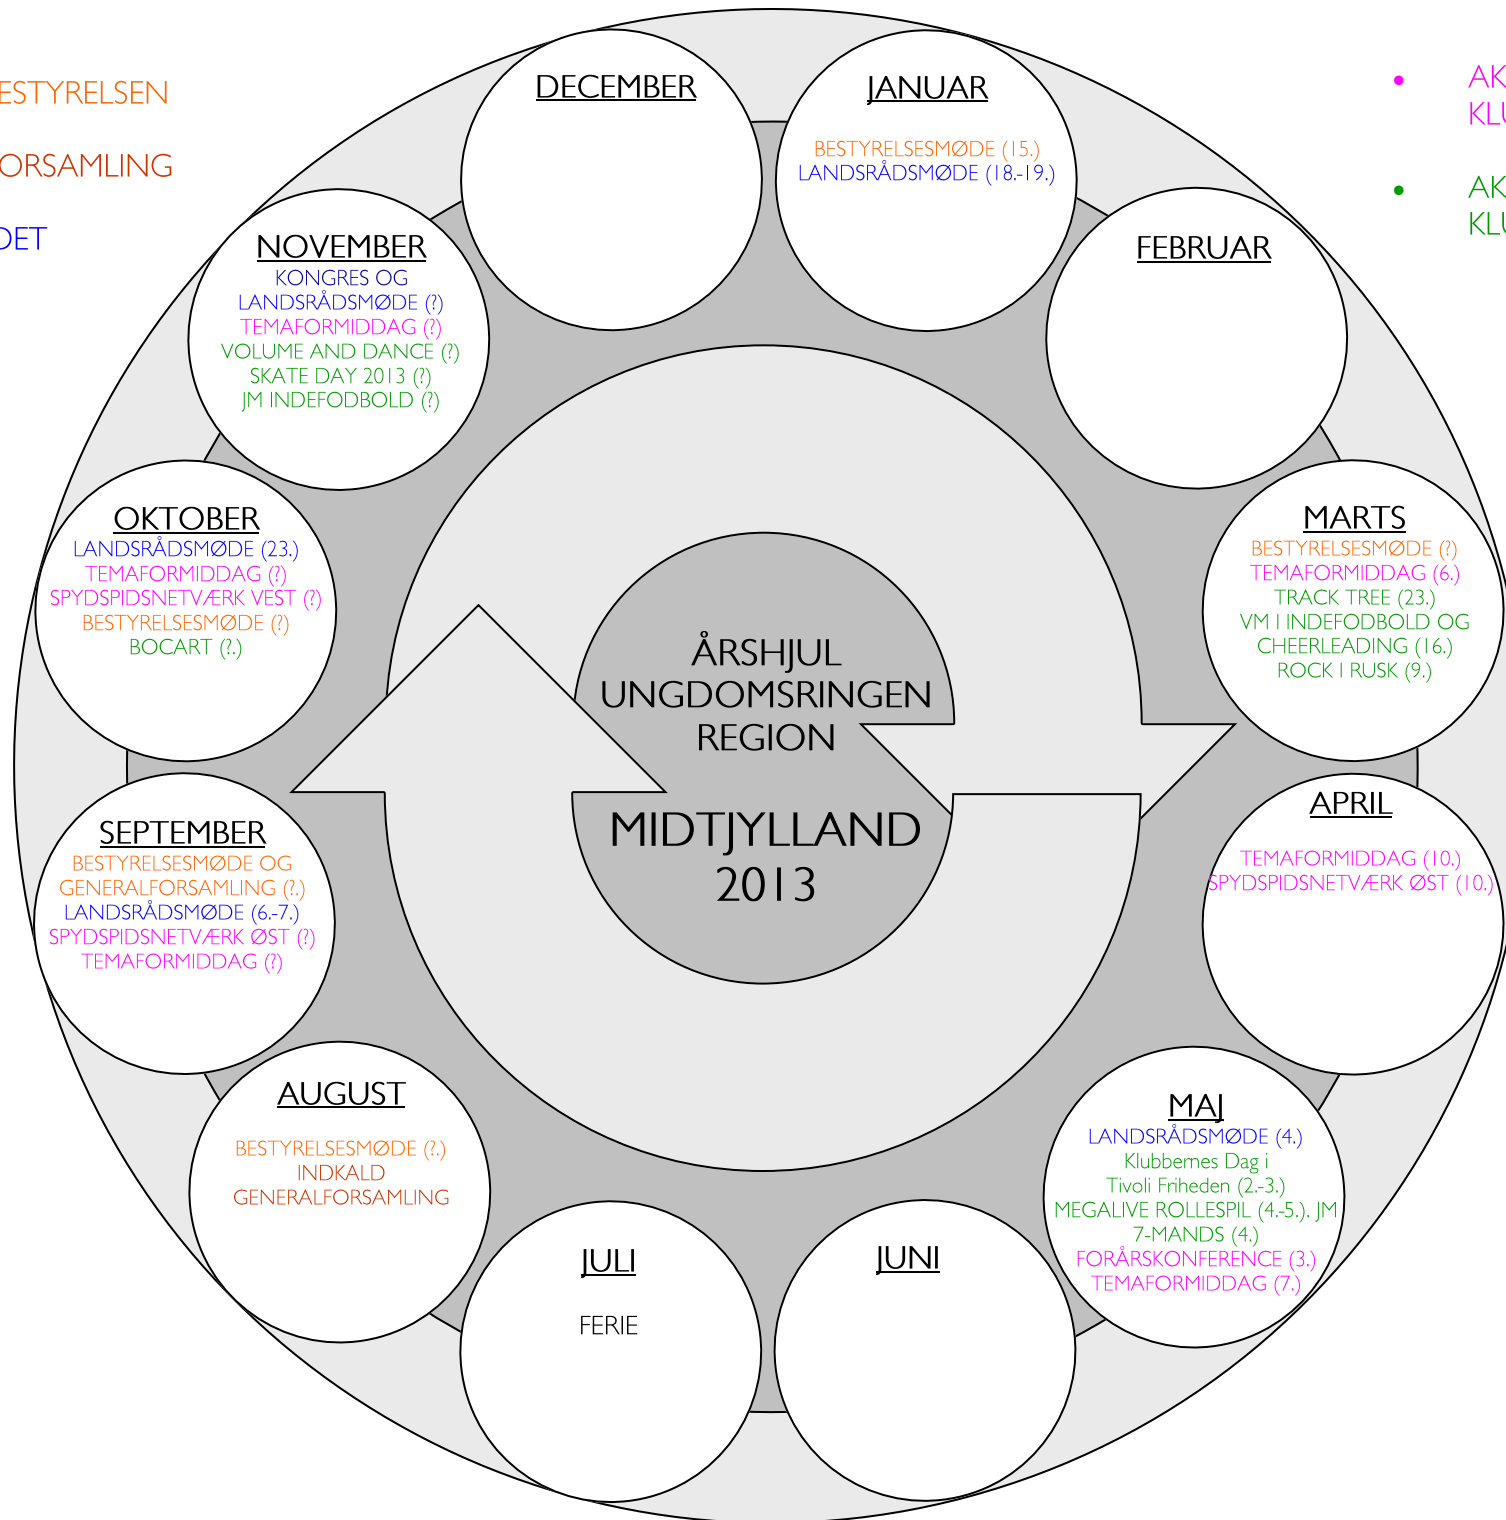 ESTYRELSEN
ORSAMLING
DET
AK
KLU
AK
KLU
DECEMBER
JANUAR
BESTYRELSESMØDE (15.)
LANDSRÅDSMØDE (18.-19.)
FEBRUAR
MARTS
BESTYRELSESMØDE (?)
TEMAFORMIDDAG (6.)
TRACK TREE (23.)
VM I INDEFODBOLD OG
CHEERLEADING (16.)
ROCK I RUSK (9.)
APRIL
TEMAFORMIDDAG (10.)
SPYDSPIDSNETVÆRK ØST (10.)
MAJ
LANDSRÅDSMØDE (4.)
Klubbernes Dag i
Tivoli Friheden (2.-3.)
MEGALIVE ROLLESPIL (4.-5.). JM
7-MANDS (4.)
FORÅRSKONFERENCE (3.)
TEMAFORMIDDAG (7.)
JUNI
JULI
FERIE
AUGUST
BESTYRELSESMØDE (?.)
INDKALD
GENERALFORSAMLING
SEPTEMBER
BESTYRELSESMØDE OG
GENERALFORSAMLING (?.)
LANDSRÅDSMØDE (6.-7.)
SPYDSPIDSNETVÆRK ØST (?)
TEMAFORMIDDAG (?)
OKTOBER
LANDSRÅDSMØDE (23.)
TEMAFORMIDDAG (?)
SPYDSPIDSNETVÆRK VEST (?)
BESTYRELSESMØDE (?)
BOCART (?.)
NOVEMBER
KONGRES OG
LANDSRÅDSMØDE (?)
TEMAFORMIDDAG (?)
VOLUME AND DANCE (?)
SKATE DAY 2013 (?)
JM INDEFODBOLD (?)
ÅRSHJUL
UNGDOMSRINGEN
REGION
MIDTJYLLAND
2013